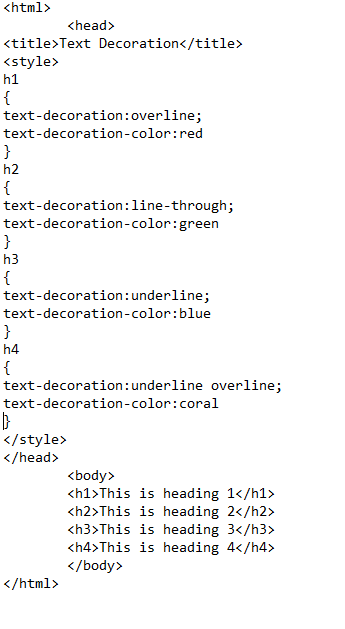 <html>
<head>
<title>Text Decoration</title>
<style>
h1
{
text-decoration:overline;
text-decoration-color:red
}
h2
{
text-decoration:line-through;
text-decoration-color:green
}
h3
{
text-decoration:underline;
text-decoration-color:blue
}
h4
{
text-decoration:underline overline;
text-decoration-color:coral
}
</style>
</head>
<body>
<h1>This is heading 1</h1>
<h2>This is heading 2</h2>
<h3>This is heading 3</h3>
<h4>This is heading 4</h4>
</body>
</html>